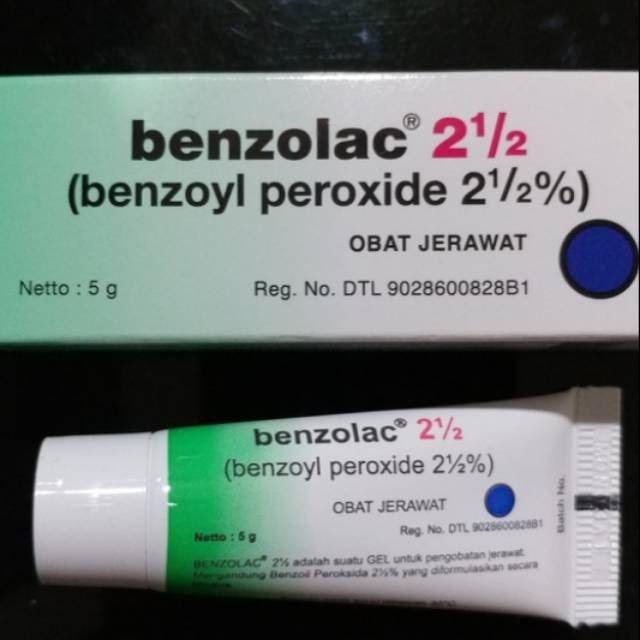 benzolac® 2½
(benzoyl peroxide 2½%)
OBAT JERAWAT
Netto : 5 g
Reg. No. DTL 9028600828B1
benzolac® 2½
(benzoyl peroxide 2½%)
OBAT JERAWAT
Netto : 5 g
Reg. No. DTL 9028600828B1
Batch No.
BENZOLAC® 2½ adalah suatu GEL untuk pengobatan jerawat.
Mengandung Benzoil Peroksida 2½% yang diformulasikan secara